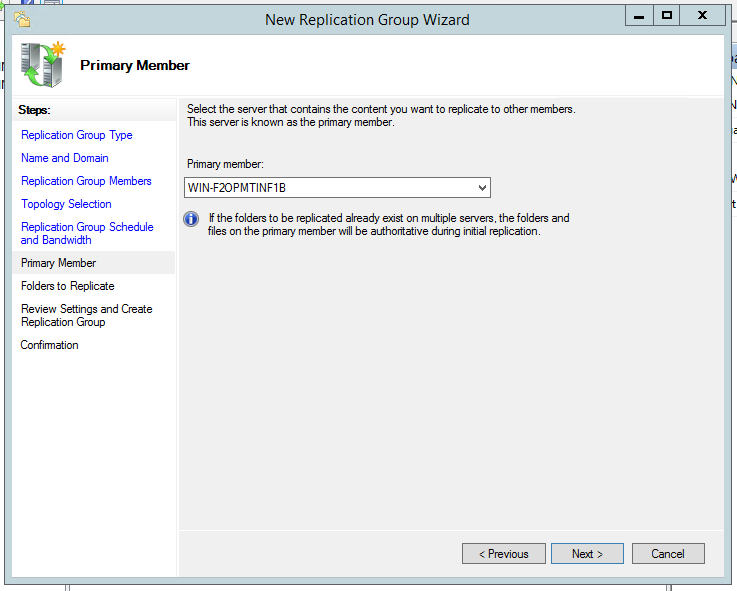 New Replication Group Wizard
Primary Member
Steps:
Replication Group Type
Name and Domain
Replication Group Members
Topology Selection
Replication Group Schedule
and Bandwidth
Primary Member
Folders to Replicate
Review Settings and Create
Replication Group
Confirmation
Select the server that contains the content you want to replicate to other members.
This server is known as the primary member.
Primary member:
WIN-F2OPMTINF1B
If the folders to be replicated already exist on multiple servers, the folders and
files on the primary member will be authoritative during initial replication.
< Previous
Next >
Cancel